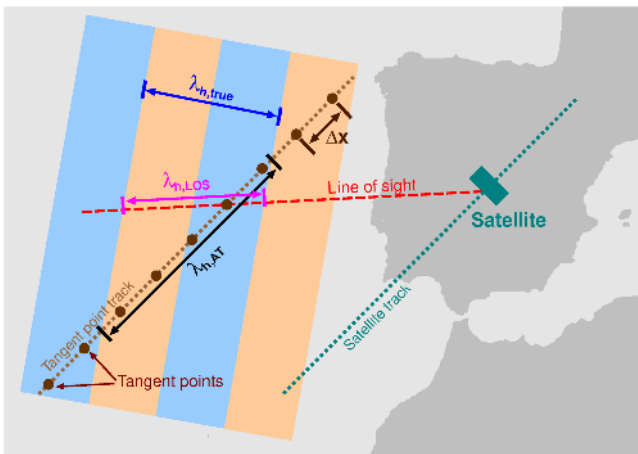 λh,true
ΔX
λh,LOS
Line of sight
Satellite
λh,AT
Tangent point track
Satellite track
Tangent points